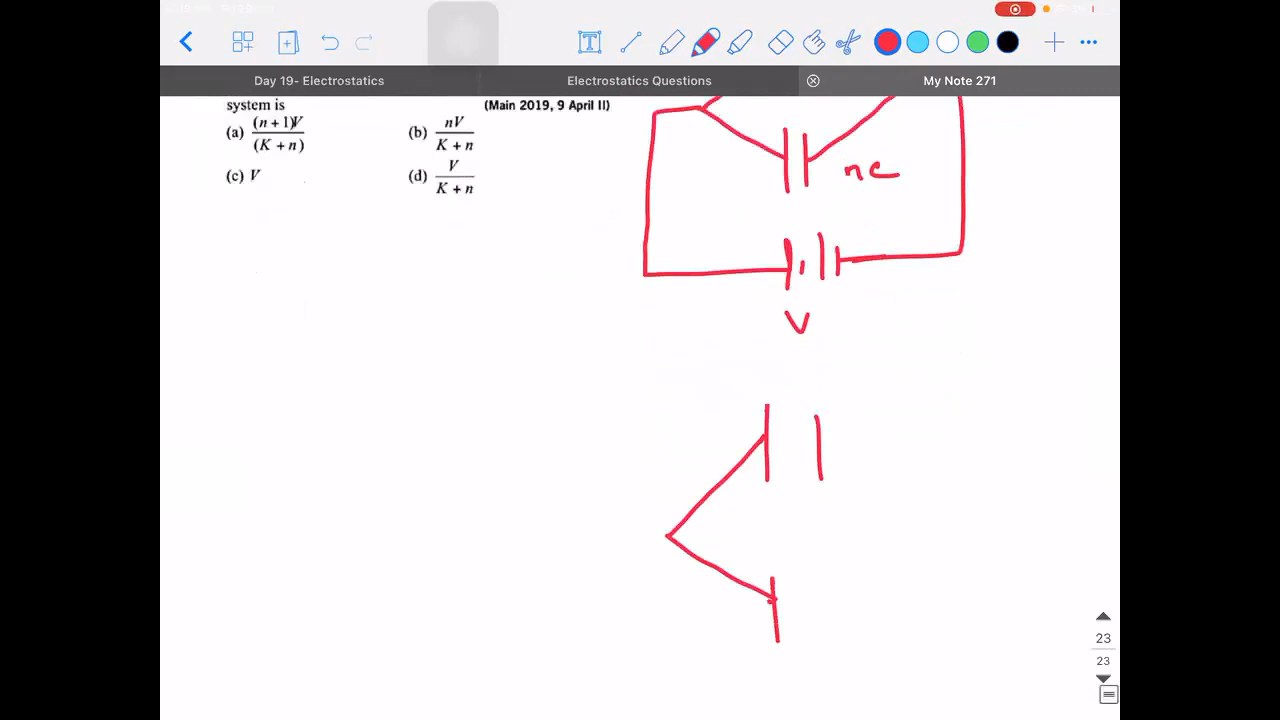 Day 19- Electrostatics
Electrostatics Questions
My Note 271
system is (Main 2019, 9 April II)
(a) (n + 1)V / (K + n) (b) nV / K + n
(c) V (d) V / K + n
nc
V
23
23